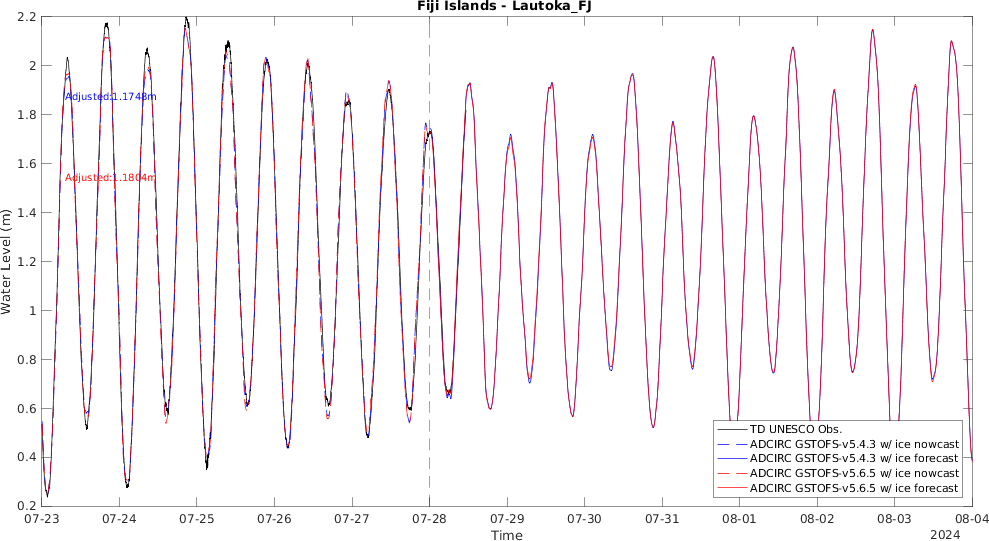 Fiji Islands - Lautoka_FJ
2.2
2
1.8
1.6
1.4
1.2
1
0.8
0.6
0.4
0.2
Water Level (m)
Adjusted:1.1748m
Adjusted:1.1804m
TD UNESCO Obs.
ADCIRC GSTOFS-v5.4.3 w/ ice nowcast
ADCIRC GSTOFS-v5.4.3 w/ ice forecast
ADCIRC GSTOFS-v5.6.5 w/ ice nowcast
ADCIRC GSTOFS-v5.6.5 w/ ice forecast
07-23 07-24 07-25 07-26 07-27 07-28 07-29 07-30 07-31 08-01 08-02 08-03 08-04
Time
2024